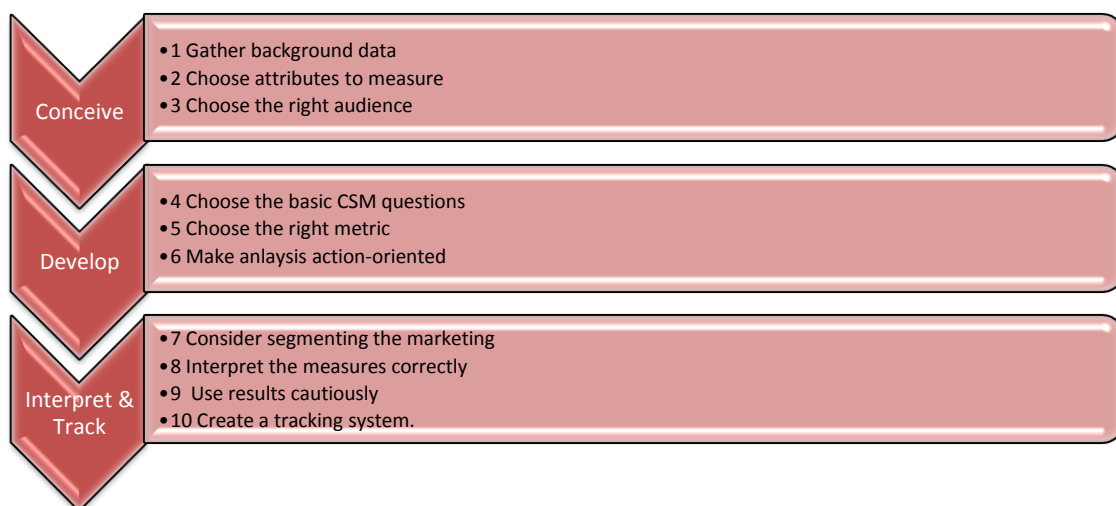 Conceive
•1 Gather background data
•2 Choose attributes to measure
•3 Choose the right audience
Develop
•4 Choose the basic CSM questions
•5 Choose the right metric
•6 Make anlaysis action-oriented
Interpret &
Track
•7 Consider segmenting the marketing
•8 Interpret the measures correctly
•9  Use results cautiously
•10 Create a tracking system.